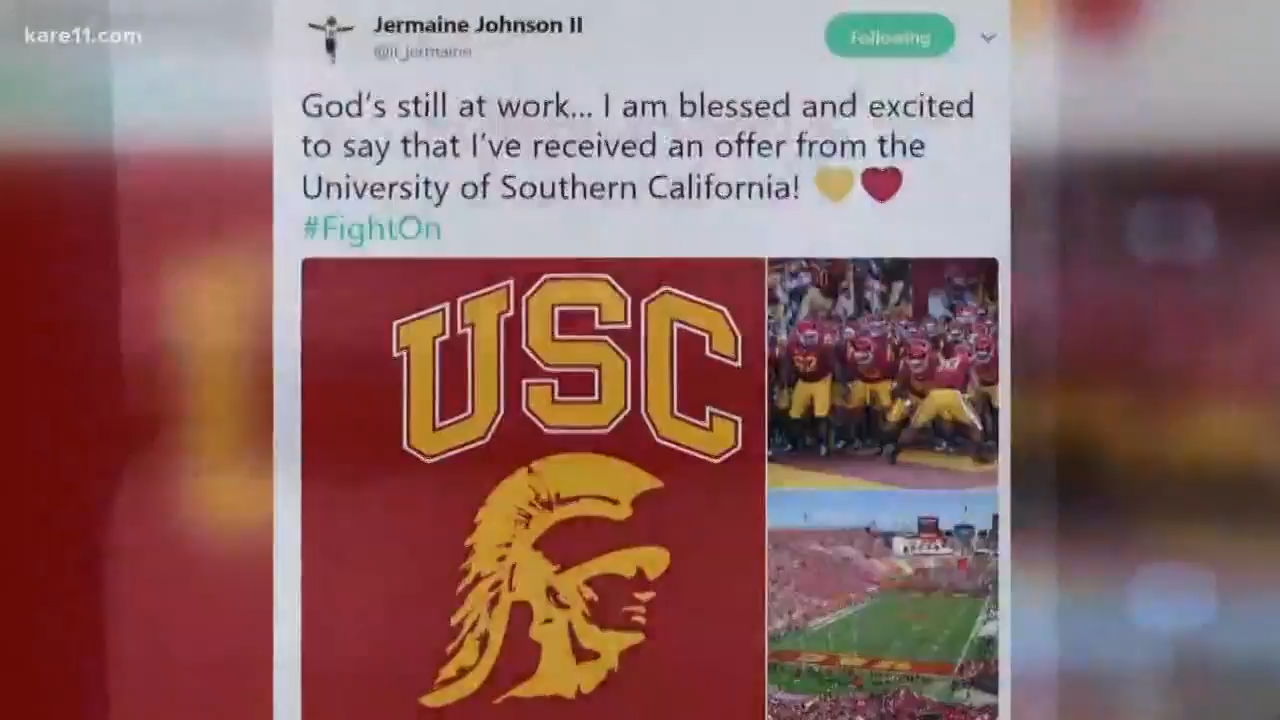 kare11.com
Jermaine Johnson II
@ii_jermaine
Following
God's still at work... I am blessed and excited
to say that I've received an offer from the
University of Southern California! 💛❤️
#FightOn
USC